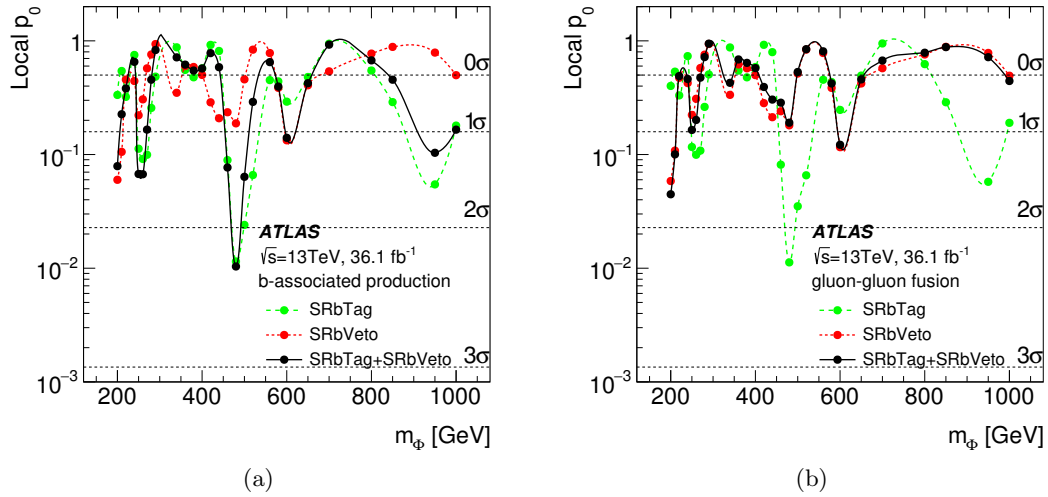 Local p0
1
10⁻¹
10⁻²
10⁻³
0σ
1σ
2σ
3σ
ATLAS
√s=13TeV, 36.1 fb⁻¹
b-associated production
SRbTag
SRbVeto
SRbTag+SRbVeto
200 400 600 800 1000
mΦ [GeV]
(a)
Local p0
1
10⁻¹
10⁻²
10⁻³
0σ
1σ
2σ
3σ
ATLAS
√s=13TeV, 36.1 fb⁻¹
gluon-gluon fusion
SRbTag
SRbVeto
SRbTag+SRbVeto
200 400 600 800 1000
mΦ [GeV]
(b)